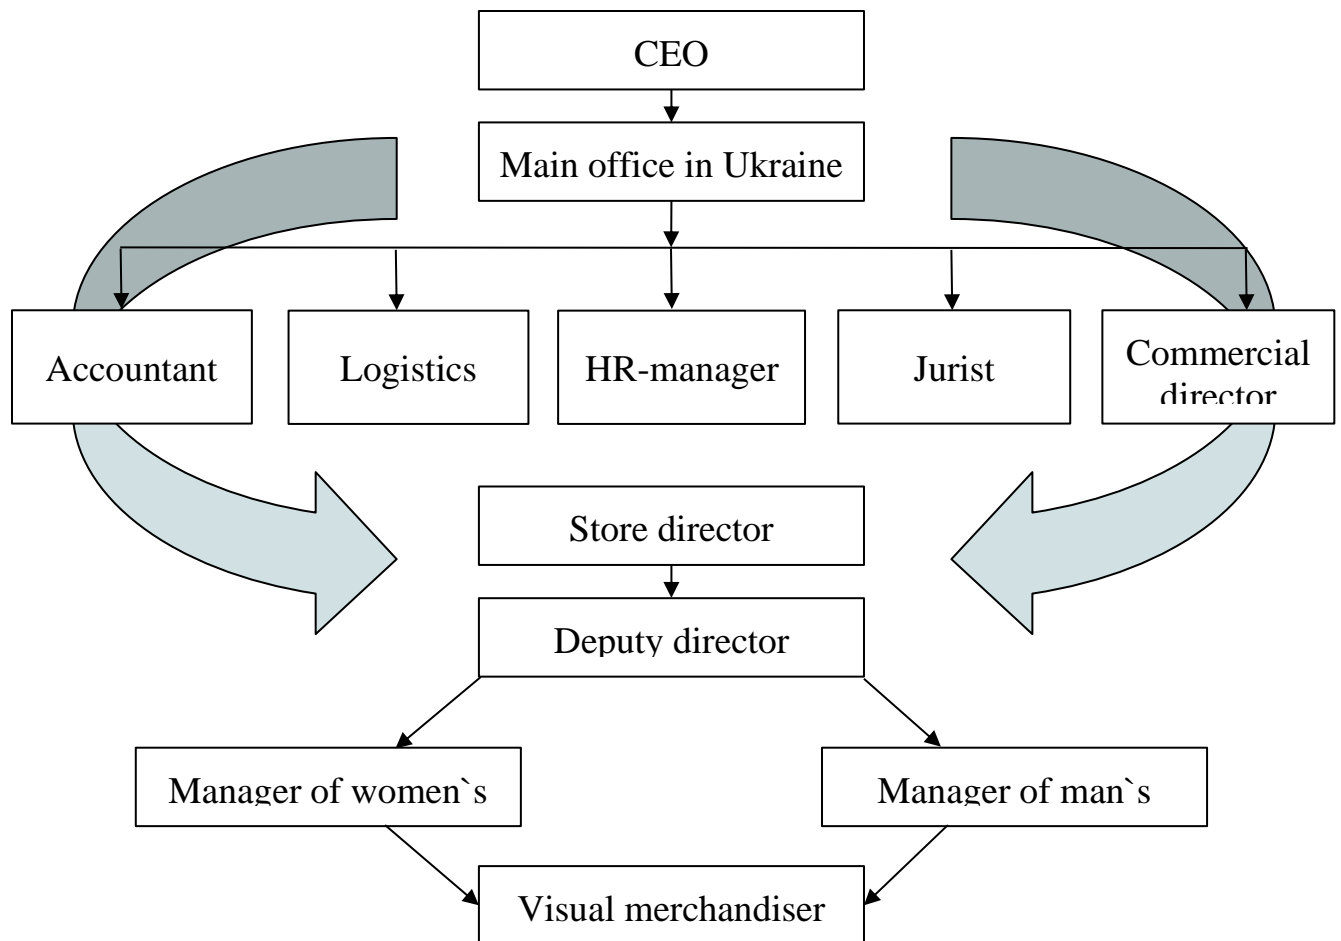 CEO
Main office in Ukraine
Accountant
Logistics
HR-manager
Jurist
Commercial
director
Store director
Deputy director
Manager of women`s
Manager of man`s
Visual merchandiser